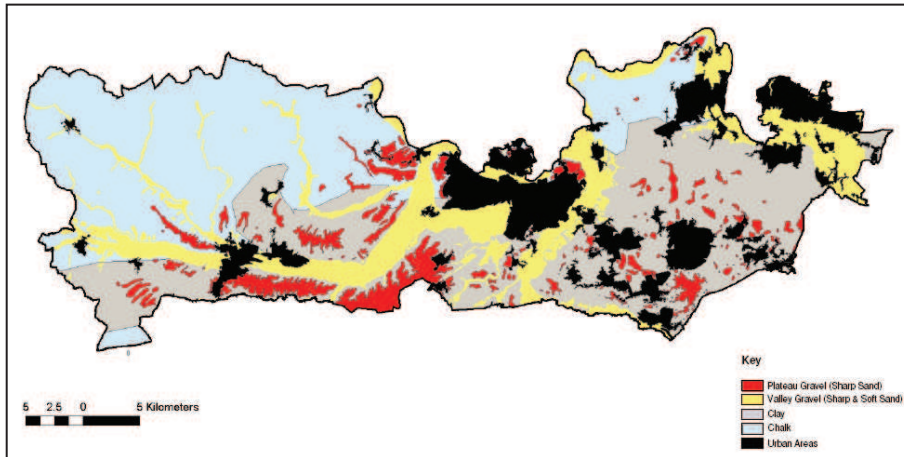 Key
Plateau Gravel (Sharp Sand)
Valley Gravel (Sharp & Soft Sand)
Clay
Chalk
Urban Areas
5 2.5 0 5 Kilometers